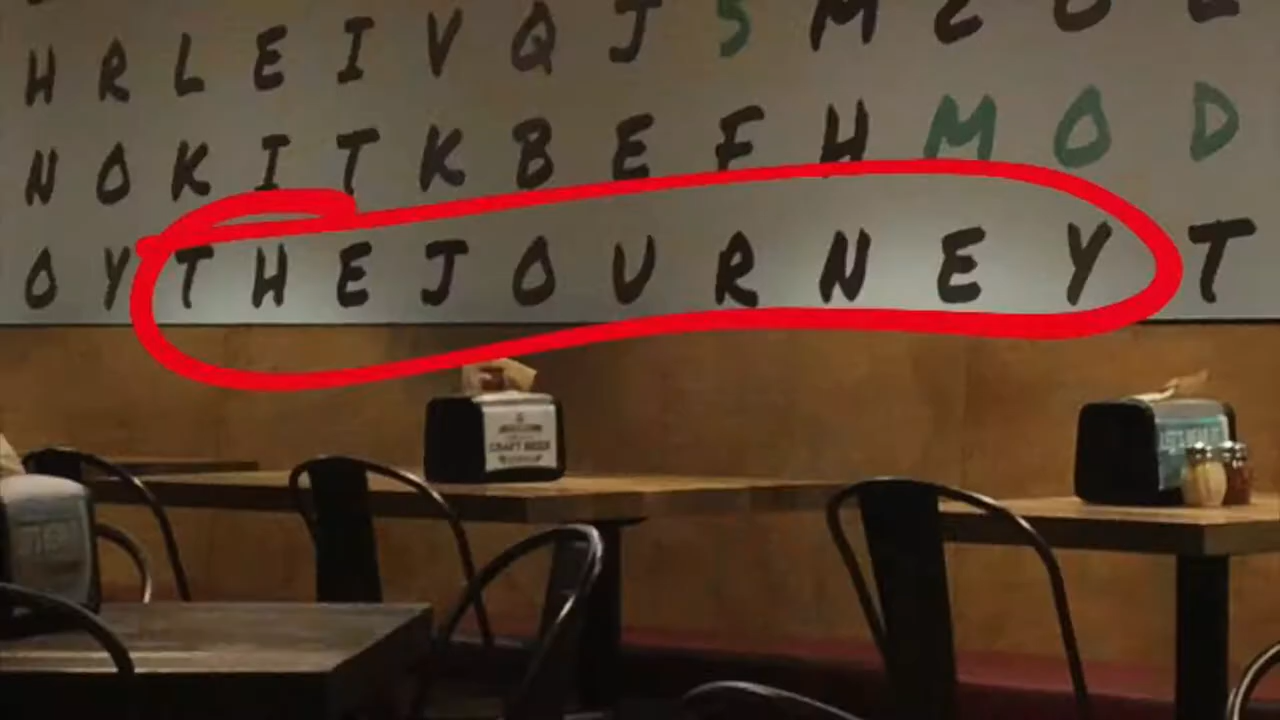 H R L E I V Q J S M
N O K I T K B E F H M O D
O Y T H E J O U R N E Y T
CRAFT BEER